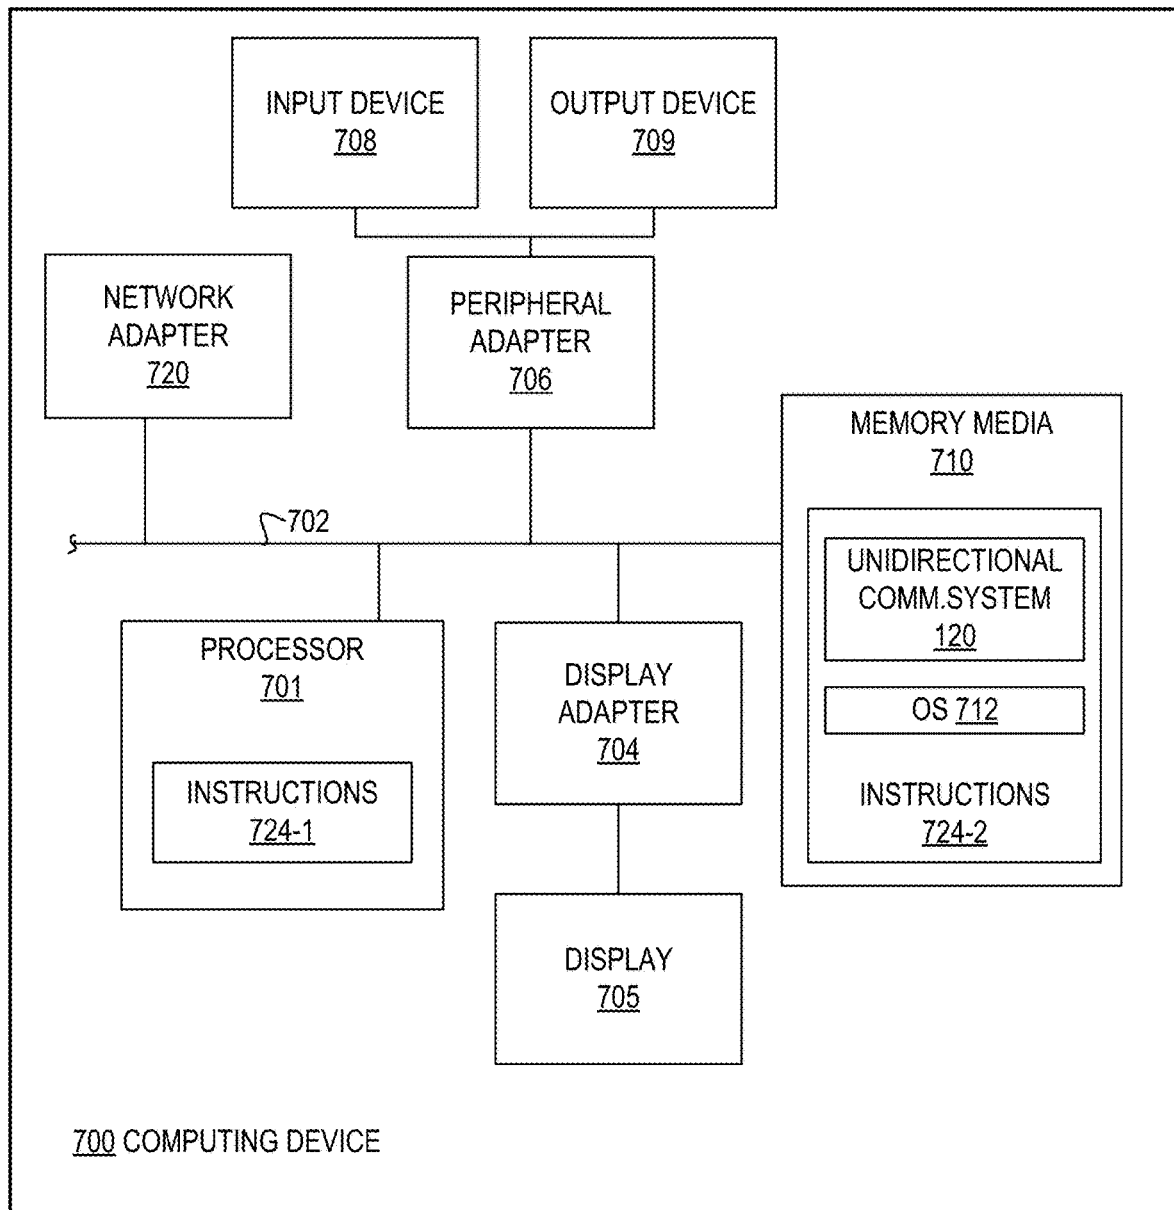 INPUT DEVICE
708
OUTPUT DEVICE
709
NETWORK
ADAPTER
720
PERIPHERAL
ADAPTER
706
MEMORY MEDIA
710
702
UNIDIRECTIONAL
COMM.SYSTEM
120
OS 712
INSTRUCTIONS
724-2
PROCESSOR
701
INSTRUCTIONS
724-1
DISPLAY
ADAPTER
704
DISPLAY
705
700 COMPUTING DEVICE